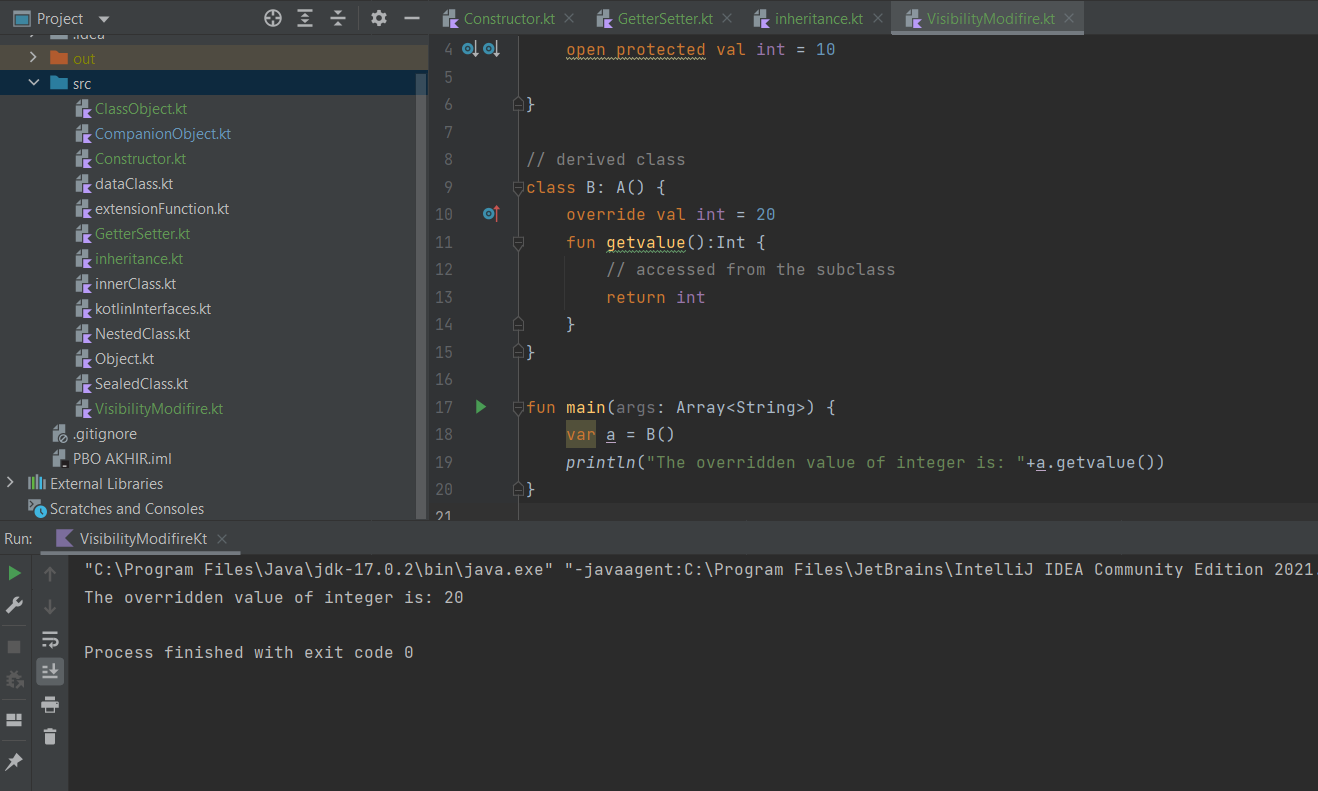 Project
Constructor.kt
GetterSetter.kt
inheritance.kt
VisibilityModifire.kt
.idea
out
src
ClassObject.kt
CompanionObject.kt
Constructor.kt
dataClass.kt
extensionFunction.kt
GetterSetter.kt
inheritance.kt
innerClass.kt
kotlinInterfaces.kt
NestedClass.kt
Object.kt
SealedClass.kt
VisibilityModifire.kt
.gitignore
PBO AKHIR.iml
External Libraries
Scratches and Consoles
4 open protected val int = 10
5
6 }
7
8 // derived class
9 class B: A() {
10 override val int = 20
11 fun getvalue():Int {
12 // accessed from the subclass
13 return int
14 }
15 }
16
17 fun main(args: Array<String>) {
18 var a = B()
19 println("The overridden value of integer is: "+a.getvalue())
20 }
21
Run: VisibilityModifireKt
"C:\Program Files\Java\jdk-17.0.2\bin\java.exe" "-javaagent:C:\Program Files\JetBrains\IntelliJ IDEA Community Edition 2021.
The overridden value of integer is: 20
Process finished with exit code 0